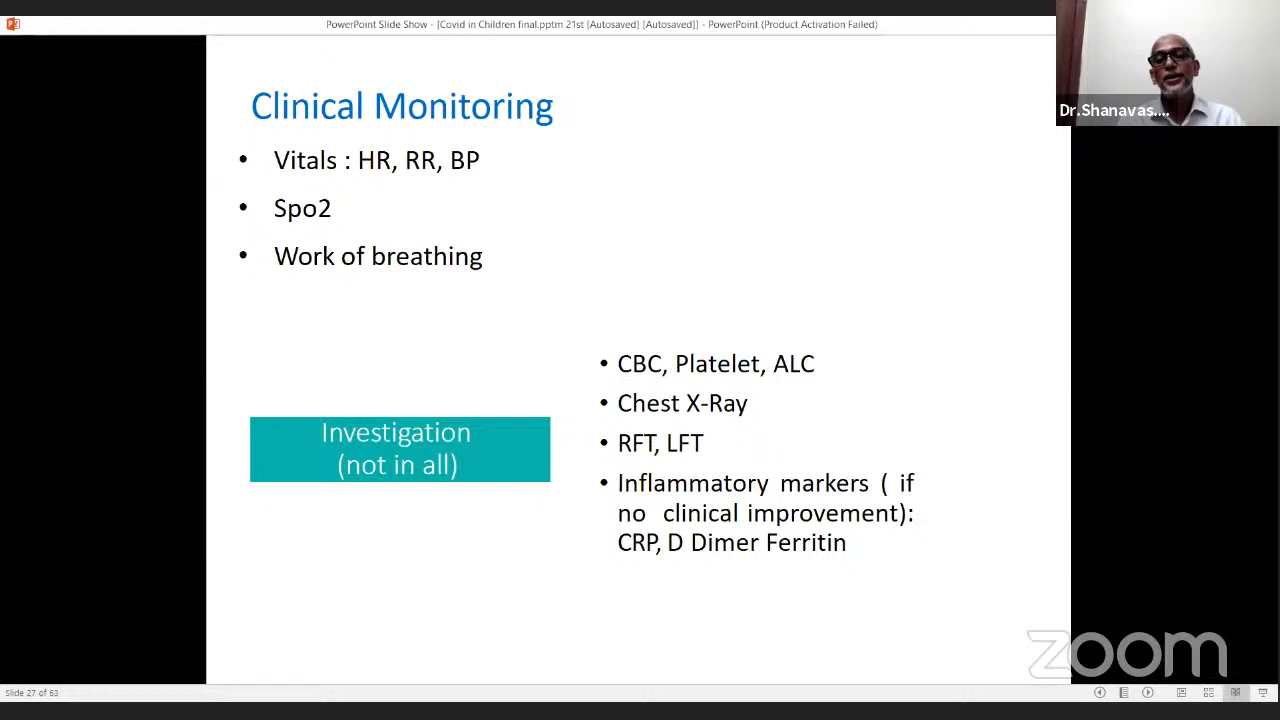 PowerPoint Slide Show - [Covid in Children final.pptm 21st [Autosaved] [Autosaved]] - PowerPoint (Product Activation Failed)
Dr.Shanavas....
Clinical Monitoring
• Vitals : HR, RR, BP
• Spo2
• Work of breathing
Investigation
(not in all)
• CBC, Platelet, ALC
• Chest X-Ray
• RFT, LFT
• Inflammatory markers ( if
no clinical improvement):
CRP, D Dimer Ferritin
zoom
Slide 27 of 63